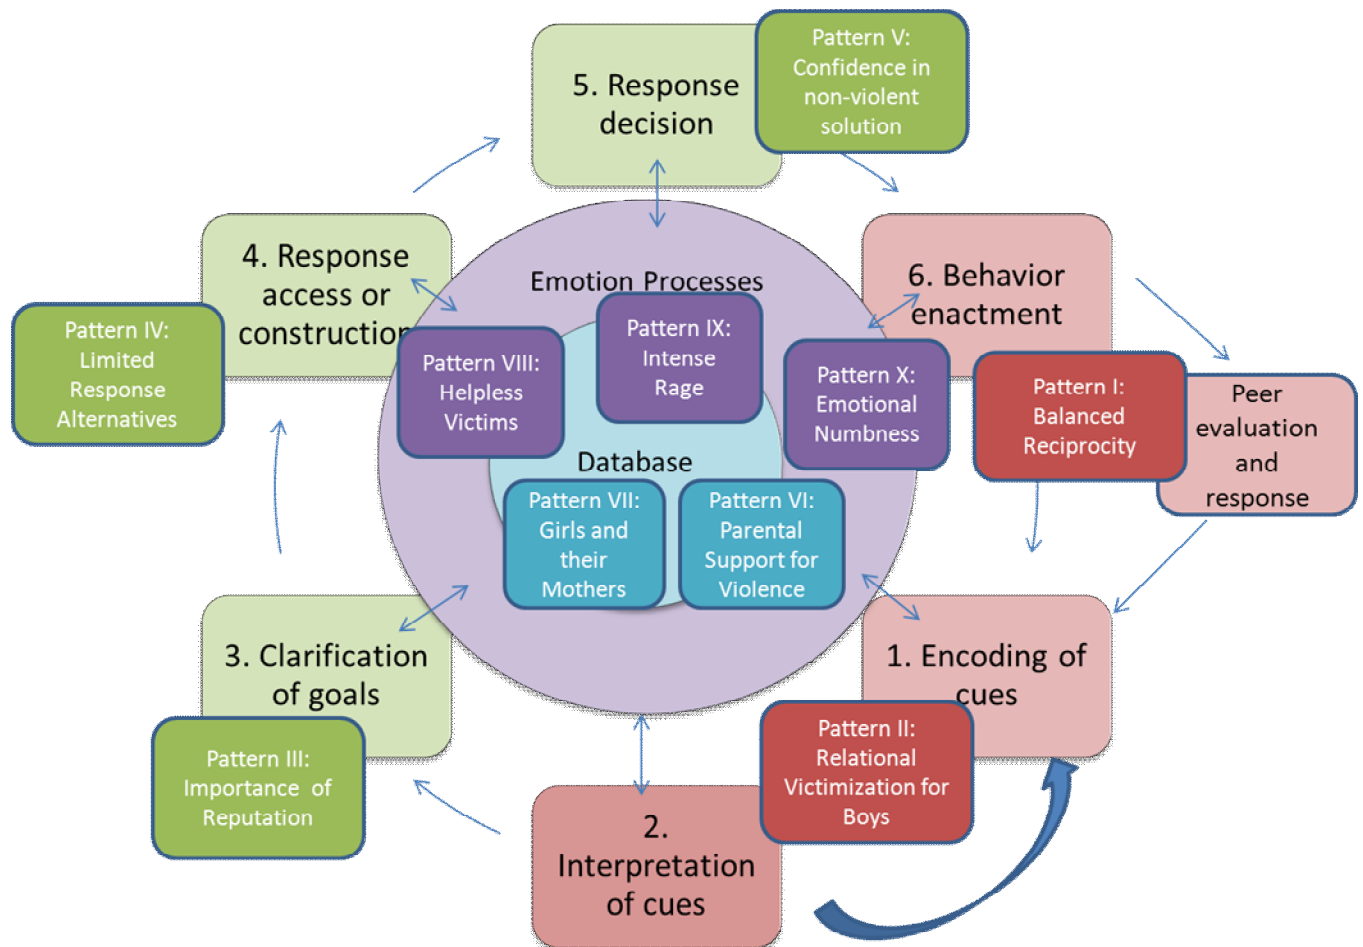 5. Response
decision
Pattern V:
Confidence in
non-violent
solution
4. Response
access or
construction
Pattern IV:
Limited
Response
Alternatives
Emotion Processes
6. Behavior
enactment
Pattern IX:
Intense
Rage
Pattern VIII:
Helpless
Victims
Pattern X:
Emotional
Numbness
Pattern I:
Balanced
Reciprocity
Peer
evaluation
and
response
Database
Pattern VII:
Girls and
their
Mothers
Pattern VI:
Parental
Support for
Violence
3. Clarification
of goals
Pattern III:
Importance of
Reputation
1. Encoding of
cues
Pattern II:
Relational
Victimization for
Boys
2.
Interpretation
of cues